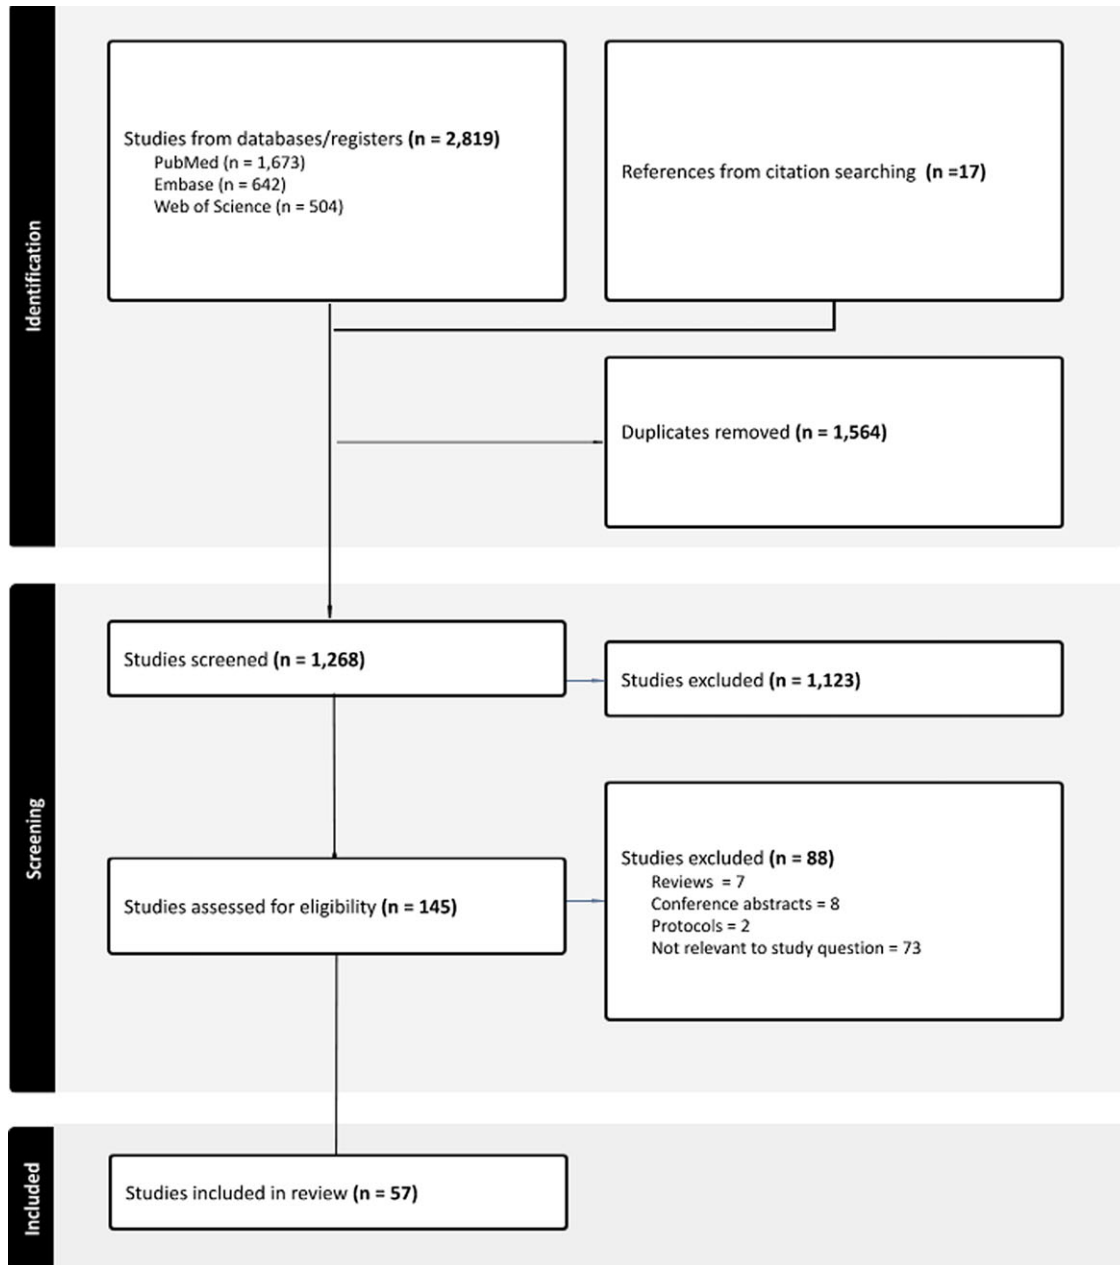 Identification
Studies from databases/registers (n = 2,819)
PubMed (n = 1,673)
Embase (n = 642)
Web of Science (n = 504)
References from citation searching (n =17)
Duplicates removed (n = 1,564)
Screening
Studies screened (n = 1,268)
Studies excluded (n = 1,123)
Studies assessed for eligibility (n = 145)
Studies excluded (n = 88)
Reviews = 7
Conference abstracts = 8
Protocols = 2
Not relevant to study question = 73
Included
Studies included in review (n = 57)